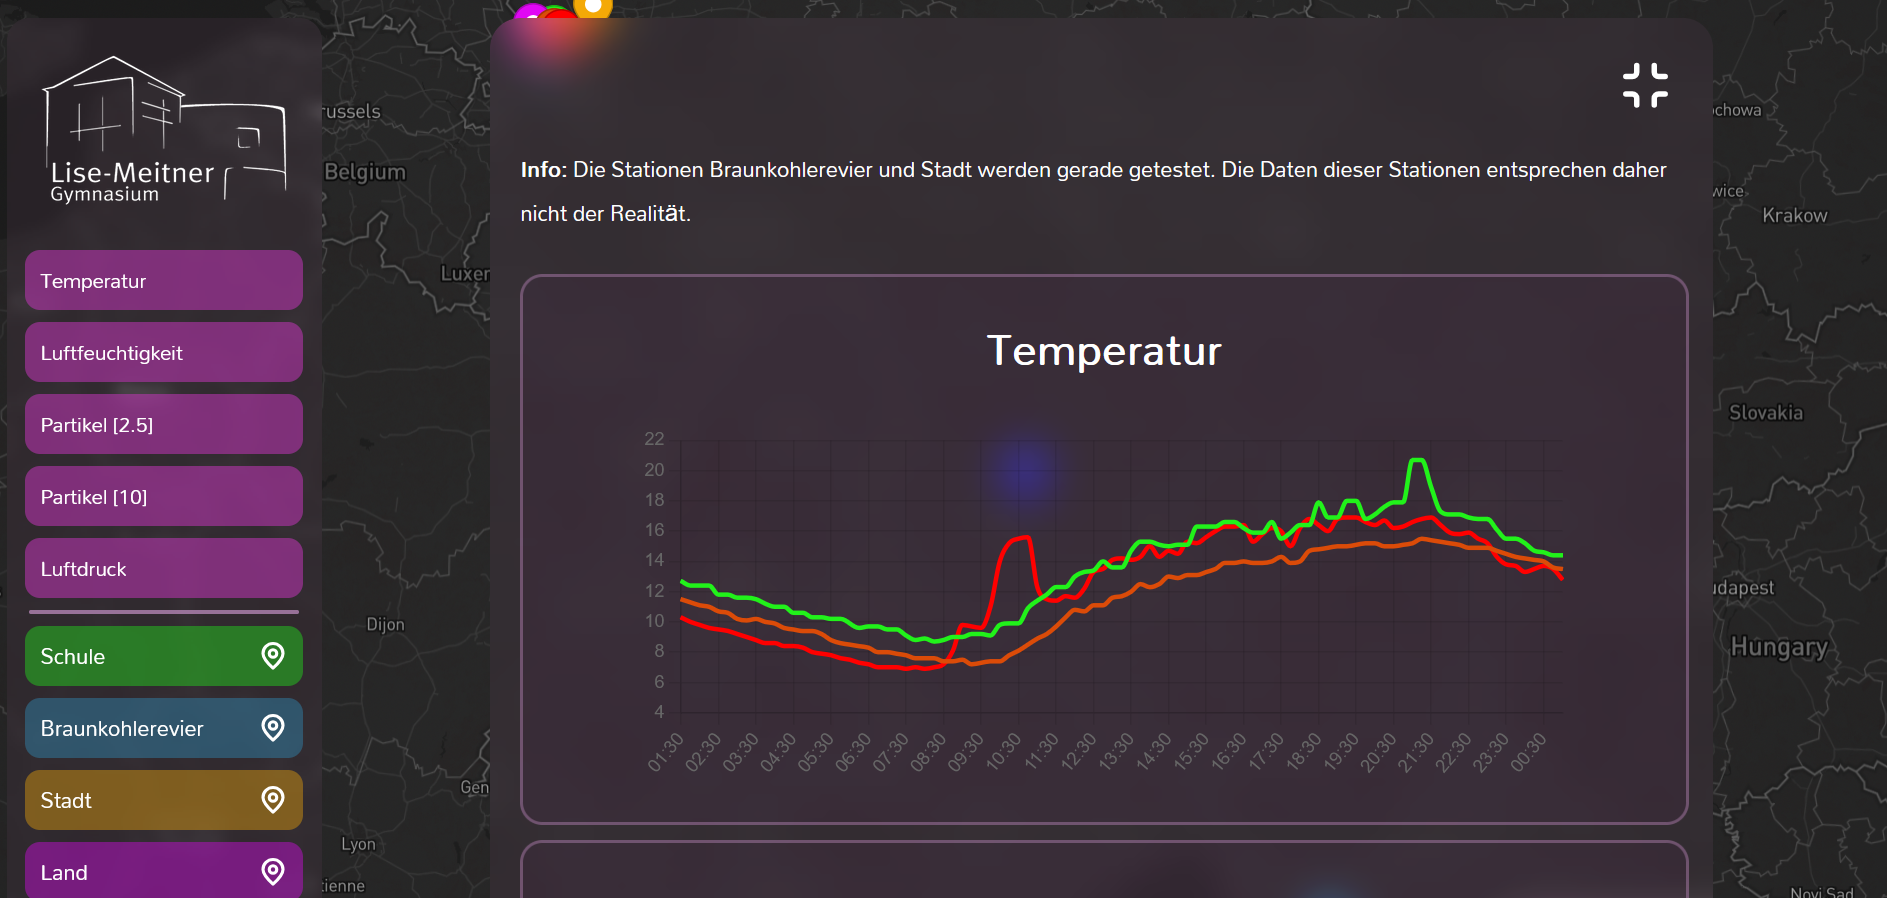 Lise-Meitner
Gymnasium
Temperatur
Luftfeuchtigkeit
Partikel [2.5]
Partikel [10]
Luftdruck
Schule
Braunkohlerevier
Stadt
Land
Info: Die Stationen Braunkohlerevier und Stadt werden gerade getestet. Die Daten dieser Stationen entsprechen daher
nicht der Realität.
Temperatur
22
20
18
16
14
12
10
8
6
4
01:30 02:30 03:30 04:30 05:30 06:30 07:30 08:30 09:30 10:30 11:30 12:30 13:30 14:30 15:30 16:30 17:30 18:30 19:30 20:30 21:30 22:30 23:30 00:30
russels
Belgium
Luxer
Dijon
Gen
Lyon
tienne
ochowa
wice
Krakow
Slovakia
udapest
Hungary
Novi Sad